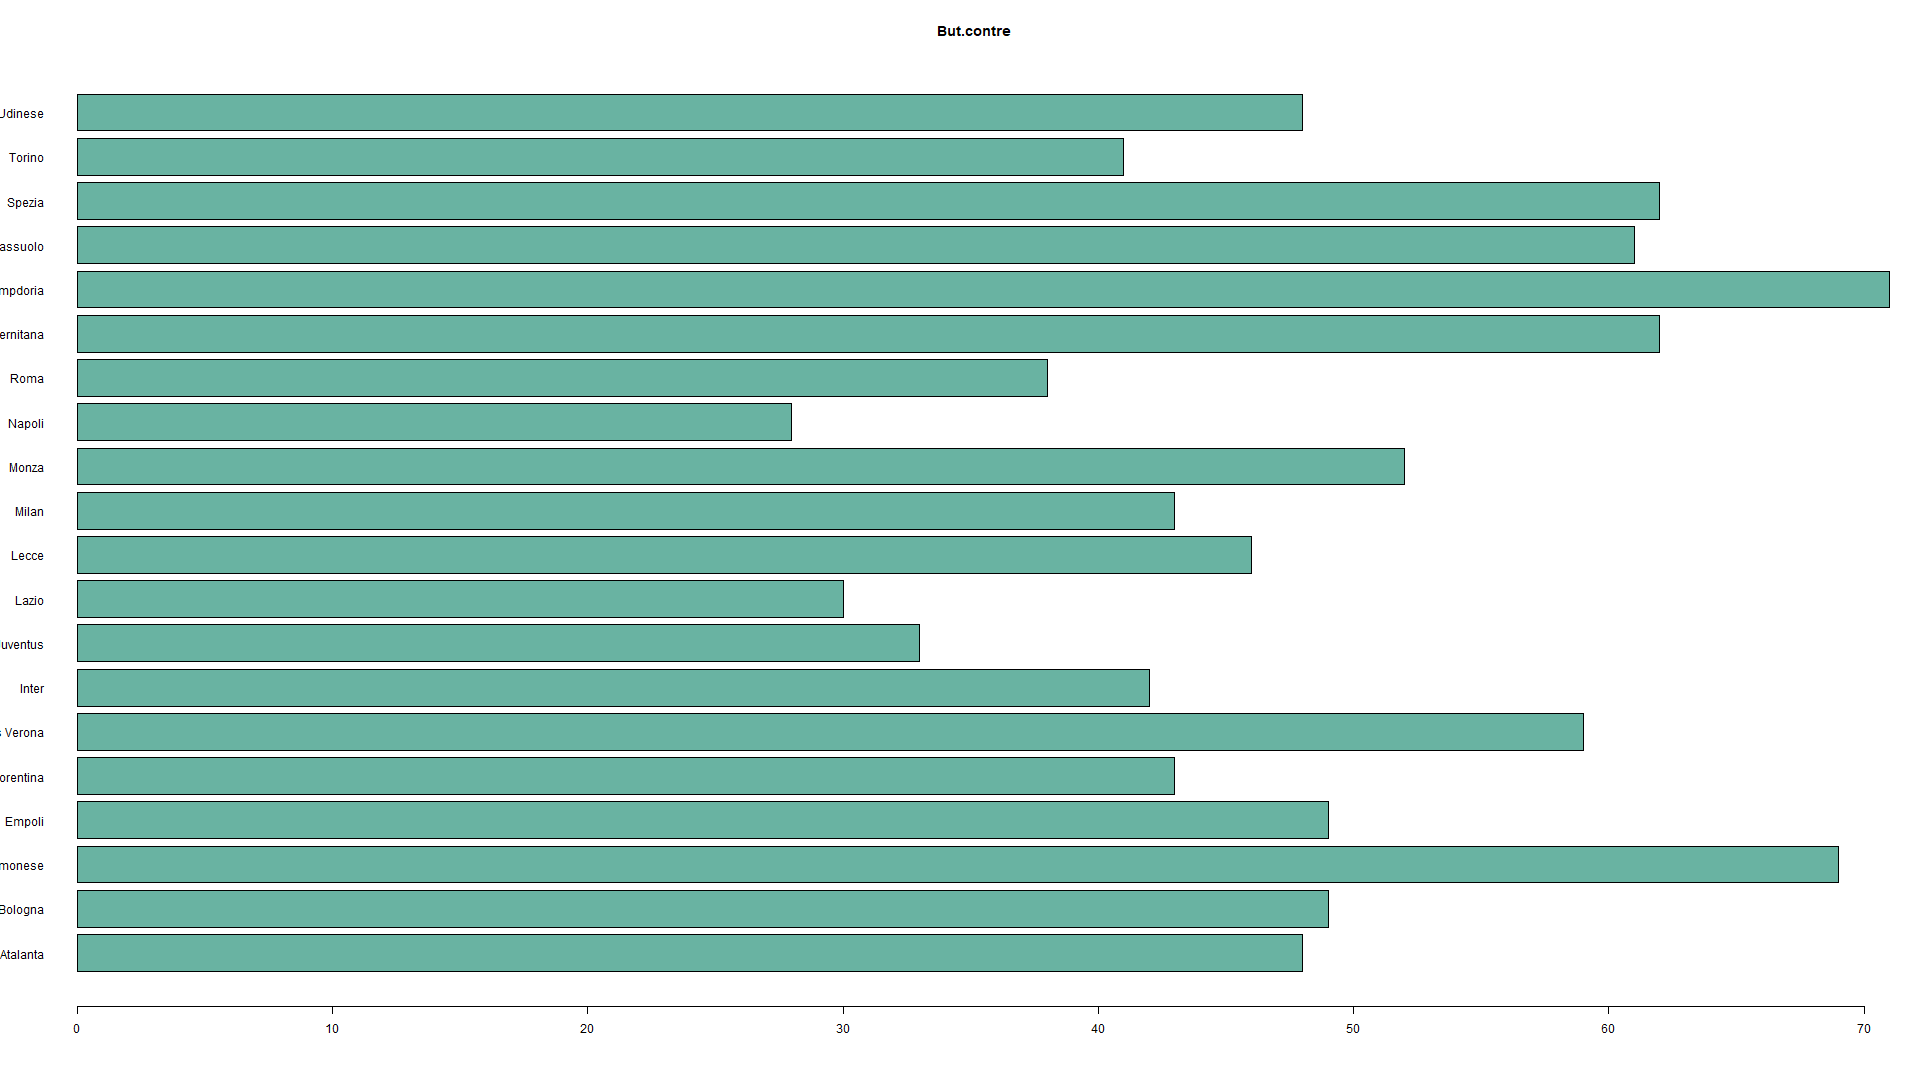 But.contre
Udinese
Torino
Spezia
assuolo
mpdoria
ernitana
Roma
Napoli
Monza
Milan
Lecce
Lazio
uventus
Inter
s Verona
orentina
Empoli
monese
Bologna
Atalanta
0 10 20 30 40 50 60 70